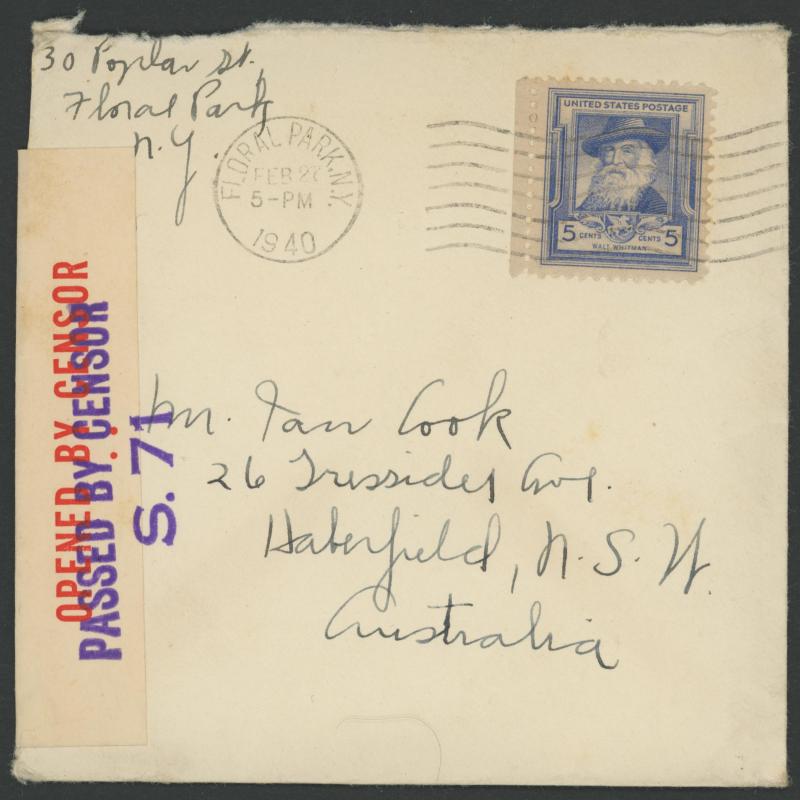 30 Poplar St.,
Floral Park
N.Y.
FLORAL PARK, N.Y.
FEB 27
5-PM
1940
UNITED STATES POSTAGE
5 CENTS CENTS 5
WALT WHITMAN
OPENED BY CENSOR
PASSED BY CENSOR
S. 71
Mr. Ian Cook
26 Tressider Ave.
Haberfield, N.S.W.
Australia